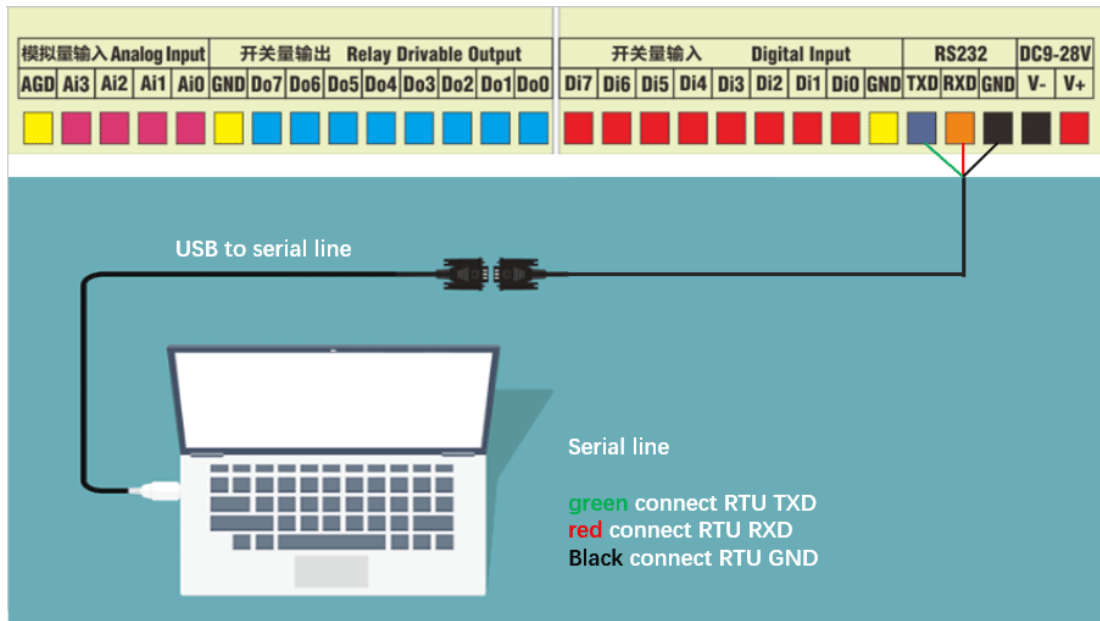 模拟量输入 Analog Input 开关量输出 Relay Drivable Output 开关量输入 Digital Input RS232 DC9-28V
AGD Ai3 Ai2 Ai1 Ai0 GND Do7 Do6 Do5 Do4 Do3 Do2 Do1 Do0 Di7 Di6 Di5 Di4 Di3 Di2 Di1 Di0 GND TXD RXD GND V- V+
USB to serial line
Serial line
green connect RTU TXD
red connect RTU RXD
Black connect RTU GND